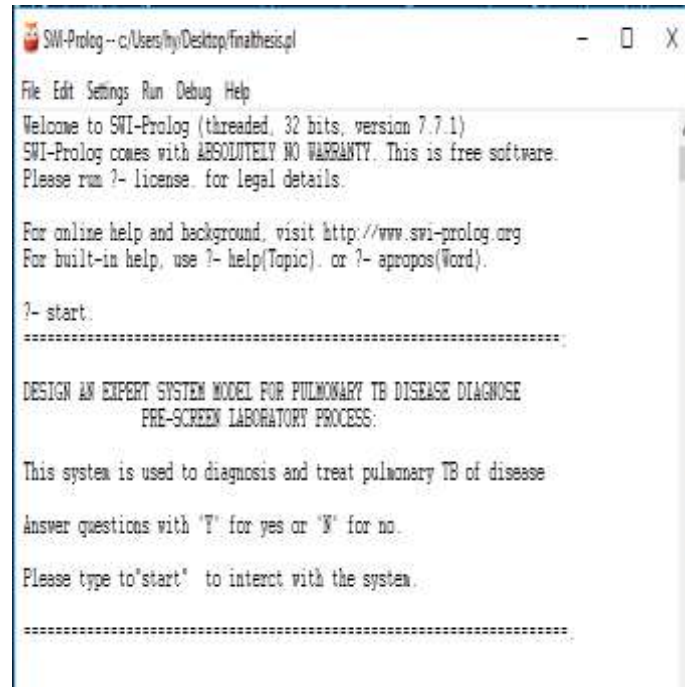 SWI-Prolog -- c:/Users/hy/Desktop/finalthesis.pl
File Edit Settings Run Debug Help
Welcome to SWI-Prolog (threaded, 32 bits, version 7.7.1)
SWI-Prolog comes with ABSOLUTELY NO WARRANTY. This is free software.
Please run ?- license. for legal details.
For online help and background, visit http://www.swi-prolog.org
For built-in help, use ?- help(Topic). or ?- apropos(Word).
?- start.
=====================================================================:
DESIGN AN EXPERT SYSTEM MODEL FOR PULMONARY TB DISEASE DIAGNOSE
PRE-SCREEN LABORATORY PROCESS:
This system is used to diagnosis and treat pulmonary TB of disease
Answer questions with 'Y' for yes or 'N' for no.
Please type to"start" to interct with the system.
======================================================================.